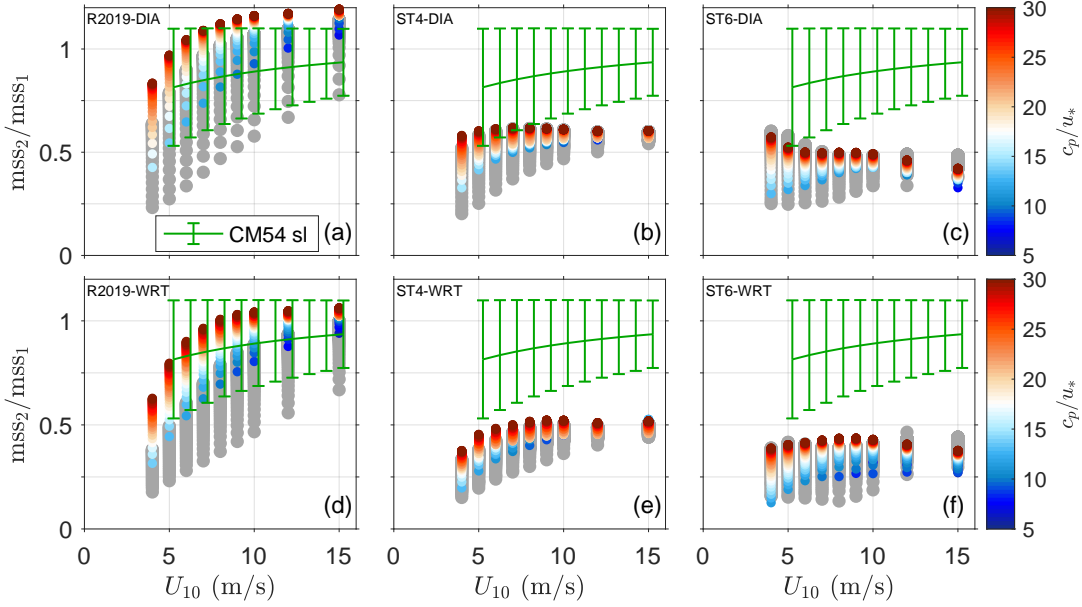 R2019-DIA
ST4-DIA
ST6-DIA
1
0.5
0
mss₂/mss₁
CM54 sl
(a)
(b)
(c)
30
25
20
15
10
5
c_p/u_*
R2019-WRT
ST4-WRT
ST6-WRT
1
0.5
0
mss₂/mss₁
(d)
(e)
(f)
30
25
20
15
10
5
c_p/u_*
0 5 10 15
0 5 10 15
0 5 10 15
U₁₀ (m/s)
U₁₀ (m/s)
U₁₀ (m/s)